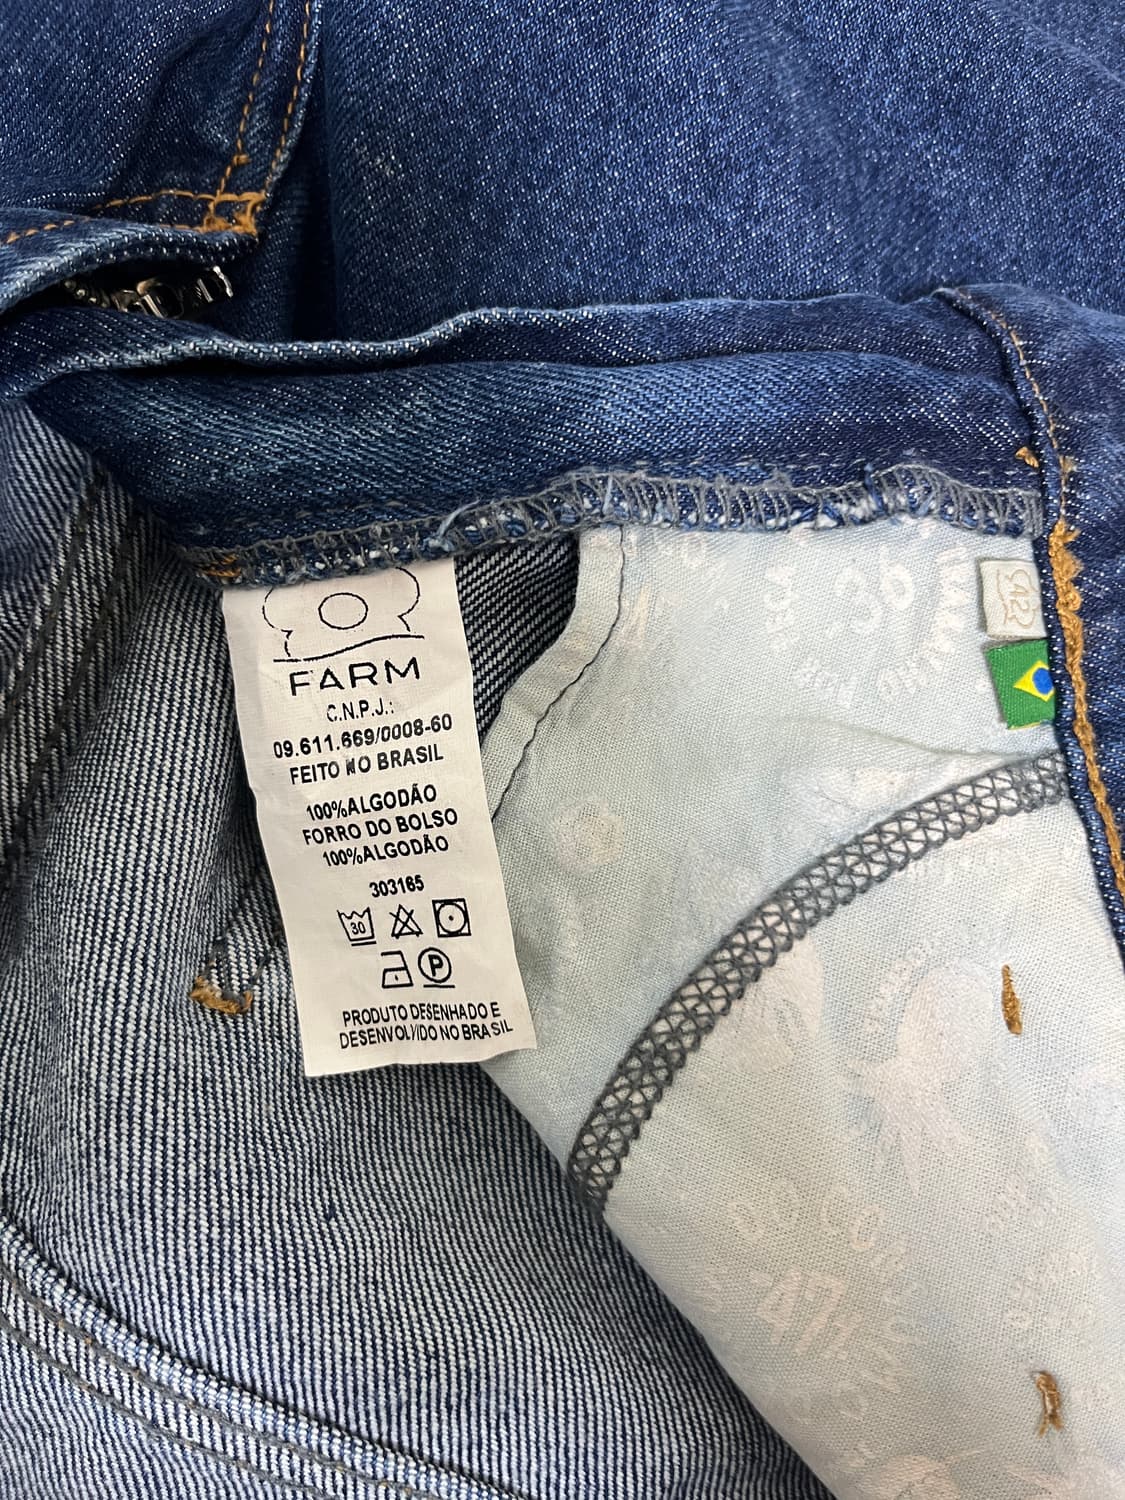 FARM
C.N.P.J.:
09.611.669/0008-60
FEITO NO BRASIL
100%ALGODÃO
FORRO DO BOLSO
100%ALGODÃO
303165
30
P
PRODUTO DESENHADO E
DESENVOLVIDO NO BRASIL
42